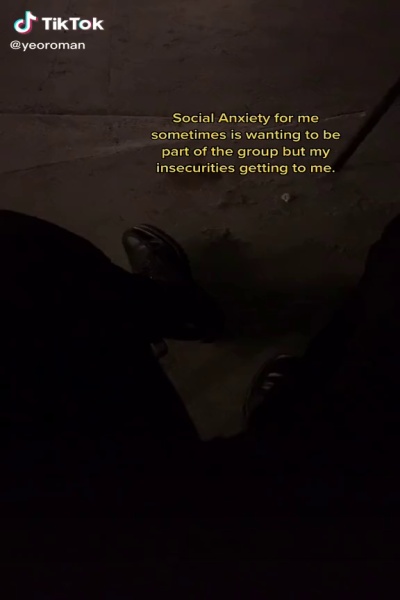 TikTok
@yeoroman
Social Anxiety for me
sometimes is wanting to be
part of the group but my
insecurities getting to me.